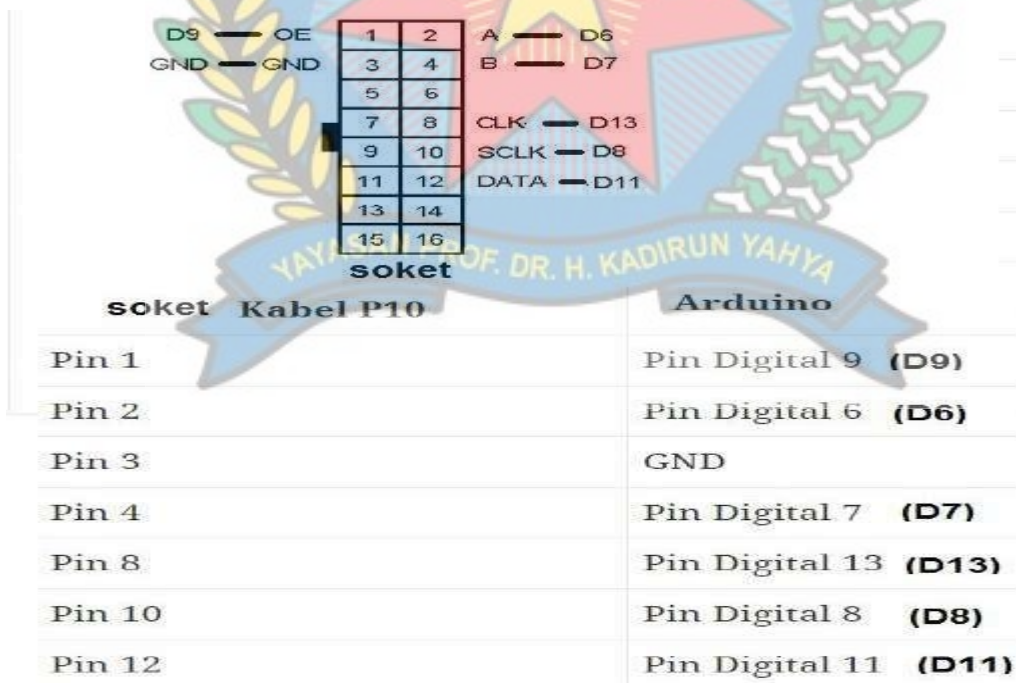 D9 OE 1 2 A D6
GND GND 3 4 B D7
5 6
7 8 CLK D13
9 10 SCLK D8
11 12 DATA D11
13 14
15 16
YAYASAN PROF. DR. H. KADIRUN YAHYA
soket
soket Kabel P10 Arduino
Pin 1 Pin Digital 9 (D9)
Pin 2 Pin Digital 6 (D6)
Pin 3 GND
Pin 4 Pin Digital 7 (D7)
Pin 8 Pin Digital 13 (D13)
Pin 10 Pin Digital 8 (D8)
Pin 12 Pin Digital 11 (D11)